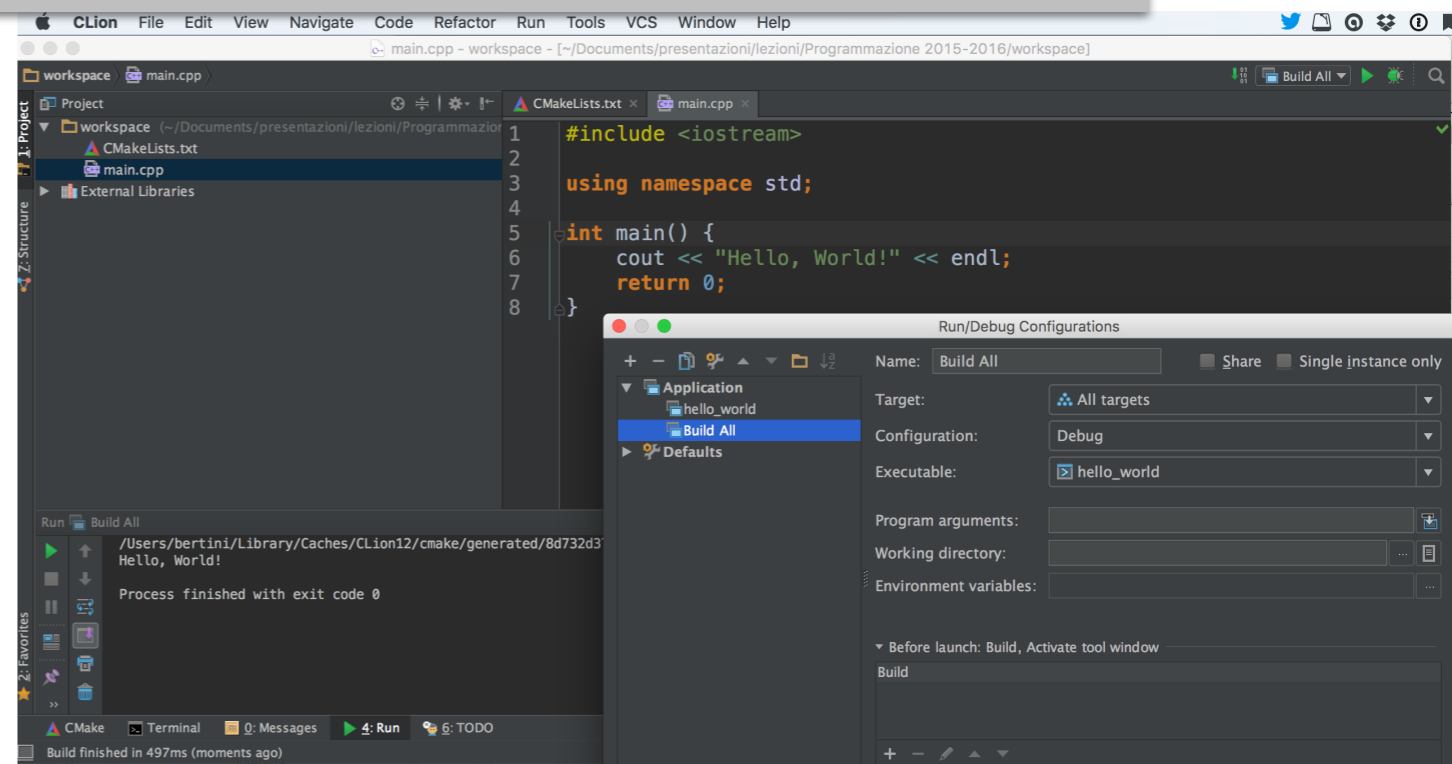 CLion File Edit View Navigate Code Refactor Run Tools VCS Window Help
main.cpp - workspace - [~/Documents/presentazioni/lezioni/Programmazione 2015-2016/workspace]
workspace main.cpp
Build All
1: Project
Z: Structure
2: Favorites
Project
workspace (~/Documents/presentazioni/lezioni/Programmazion
CMakeLists.txt
main.cpp
External Libraries
CMakeLists.txt × main.cpp ×
1 #include <iostream>
2
3 using namespace std;
4
5 int main() {
6 cout << "Hello, World!" << endl;
7 return 0;
8 }
Run/Debug Configurations
Application
hello_world
Build All
Defaults
Name: Build All Share Single instance only
Target: All targets
Configuration: Debug
Executable: hello_world
Program arguments:
Working directory: ...
Environment variables: ...
Before launch: Build, Activate tool window
Build
Run Build All
/Users/bertini/Library/Caches/CLion12/cmake/generated/8d732d3
Hello, World!
Process finished with exit code 0
CMake Terminal 0: Messages 4: Run 6: TODO
Build finished in 497ms (moments ago)